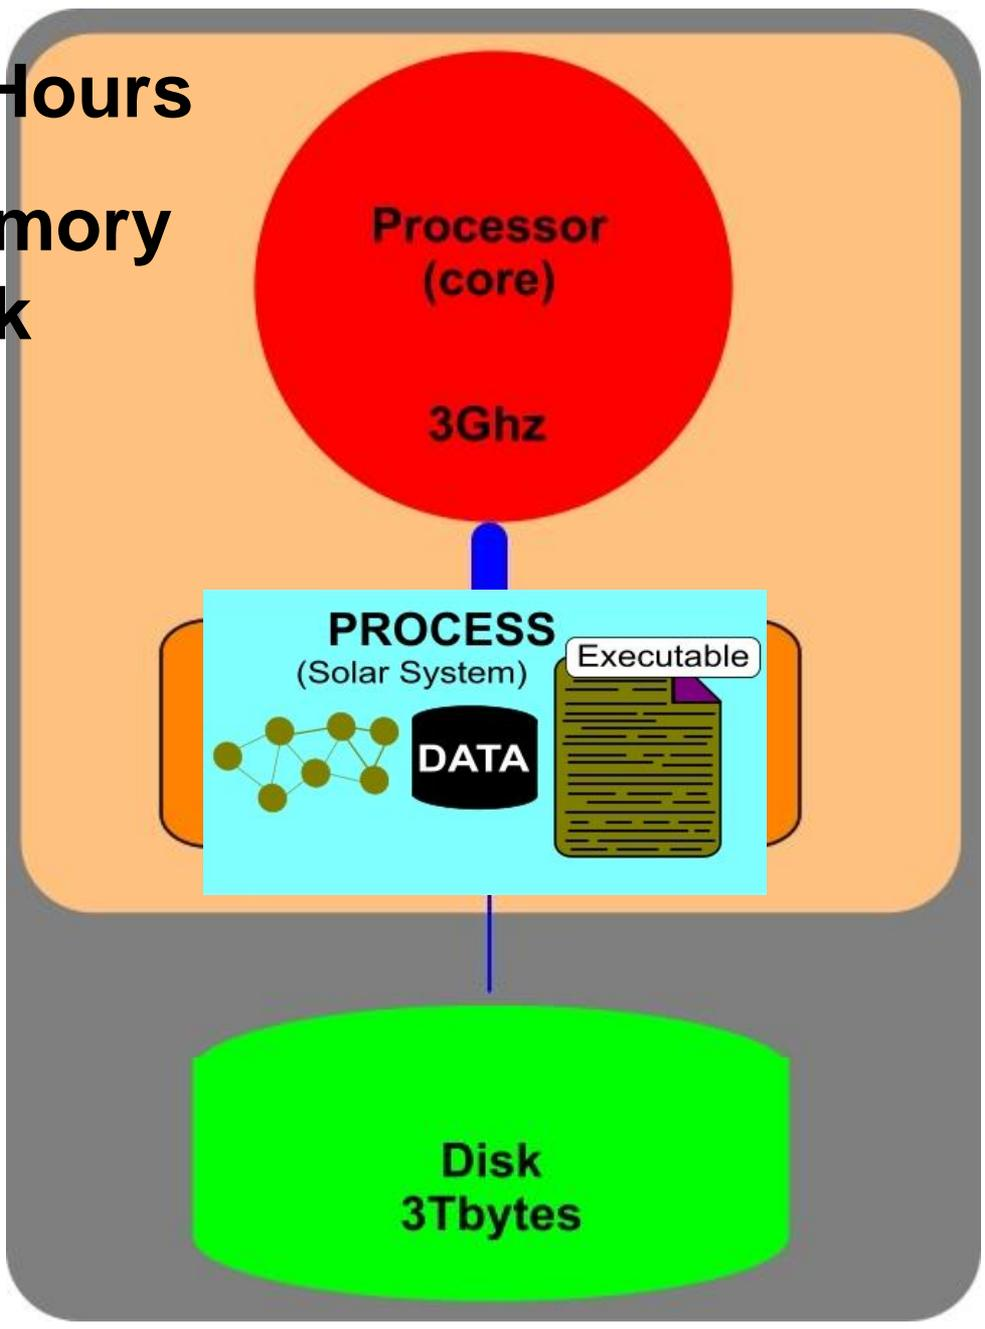 Hours
mory
k
Processor
(core)
3Ghz
PROCESS
(Solar System)
Executable
DATA
Disk
3Tbytes